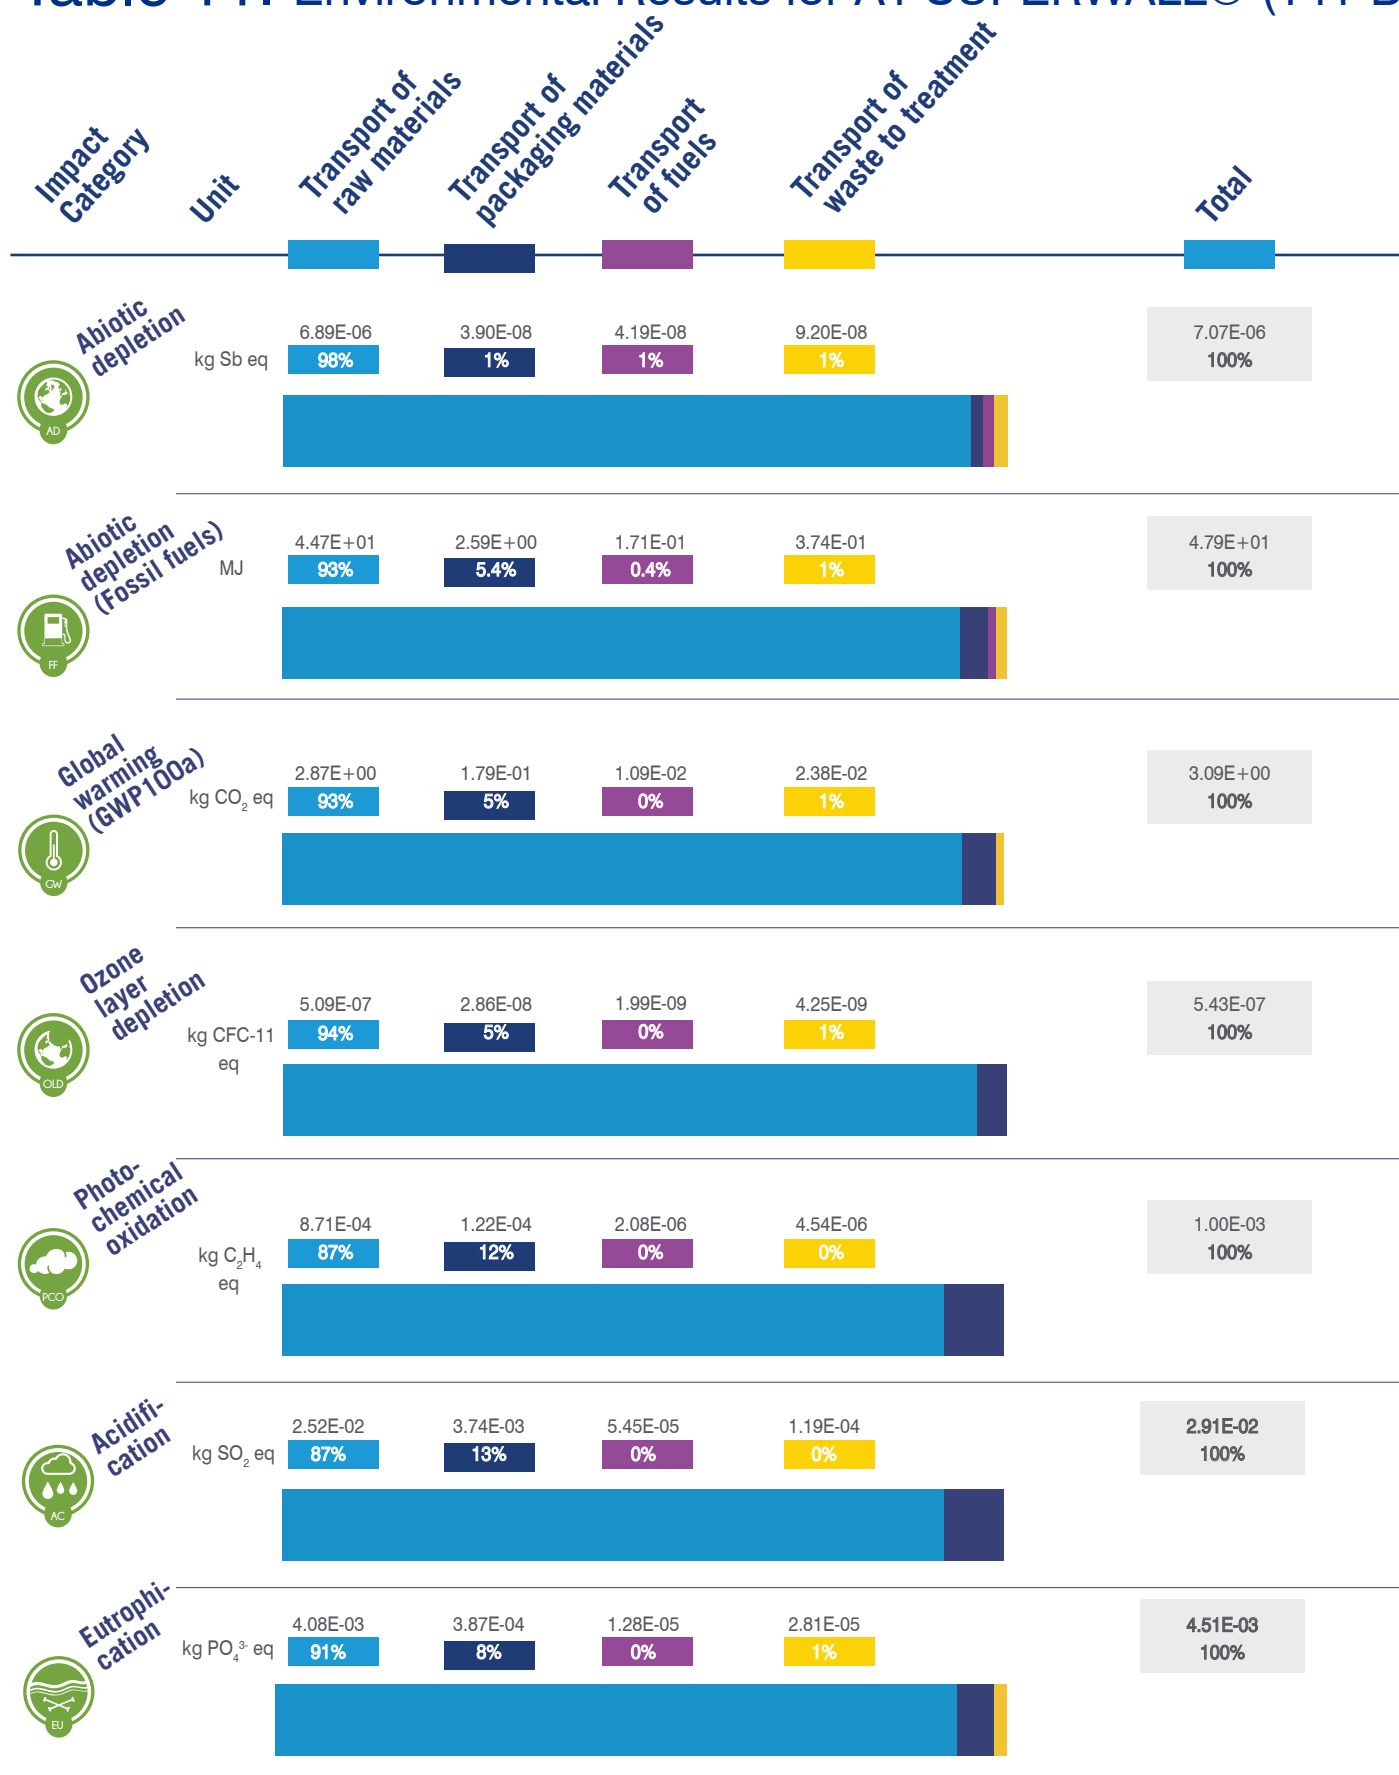 Impact
Category
Unit
Transport of
raw materials
Transport of
packaging materials
Transport
of fuels
Transport of
waste to treatment
Total
Abiotic
depletion
AD
kg Sb eq
6.89E-06 3.90E-08 4.19E-08 9.20E-08 7.07E-06
98% 1% 1% 1% 100%
Abiotic
depletion
(Fossil fuels)
FF
MJ
4.47E+01 2.59E+00 1.71E-01 3.74E-01 4.79E+01
93% 5.4% 0.4% 1% 100%
Global
warming
(GWP100a)
GW
kg CO2 eq
2.87E+00 1.79E-01 1.09E-02 2.38E-02 3.09E+00
93% 5% 0% 1% 100%
Ozone
layer
depletion
OLD
kg CFC-11
eq
5.09E-07 2.86E-08 1.99E-09 4.25E-09 5.43E-07
94% 5% 0% 1% 100%
Photo-
chemical
oxidation
PCO
kg C2H4
eq
8.71E-04 1.22E-04 2.08E-06 4.54E-06 1.00E-03
87% 12% 0% 0% 100%
Acidifi-
cation
AC
kg SO2 eq
2.52E-02 3.74E-03 5.45E-05 1.19E-04 2.91E-02
87% 13% 0% 0% 100%
Eutrophi-
cation
EU
kg PO4 3- eq
4.08E-03 3.87E-04 1.28E-05 2.81E-05 4.51E-03
91% 8% 0% 1% 100%